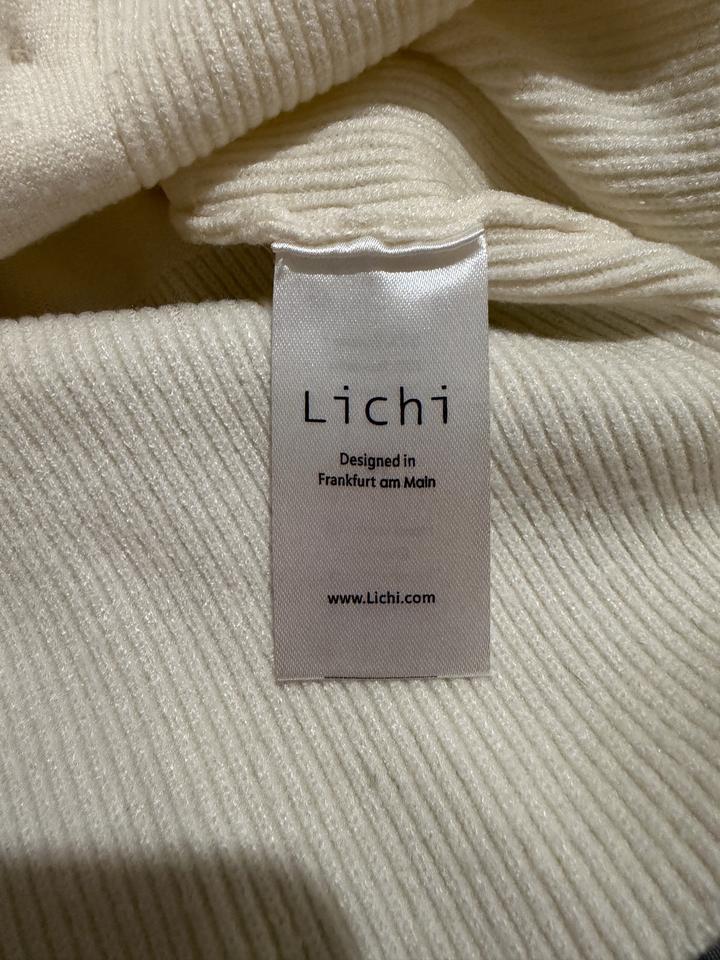 Lichi
Designed in
Frankfurt am Main
www.Lichi.com